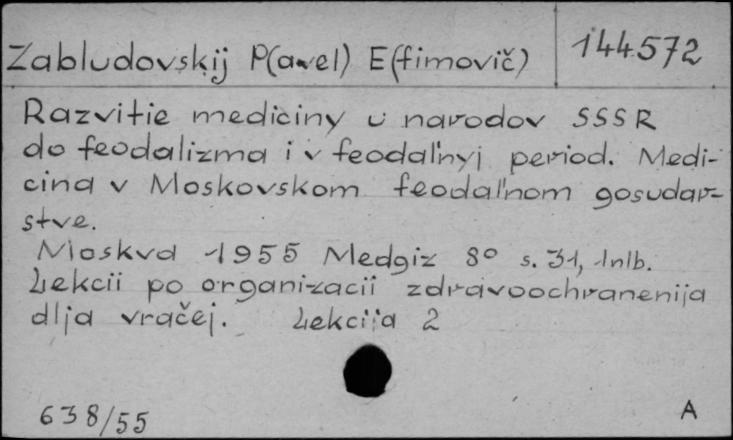 Zabludovskij P(avel) E(fimovič)
144572
Razvitie mediciny u narodov SSSR
do feodalizma i v feodal'nyj period. Medi-
cina v Moskovskom feodal'nom gosudar-
stve.
Moskva 1955 Medgiz 8° s. 31, 1nlb.
Lekcii po organizacii zdravoochranenija
dlja vračej. Lekcija 2
638/55
A